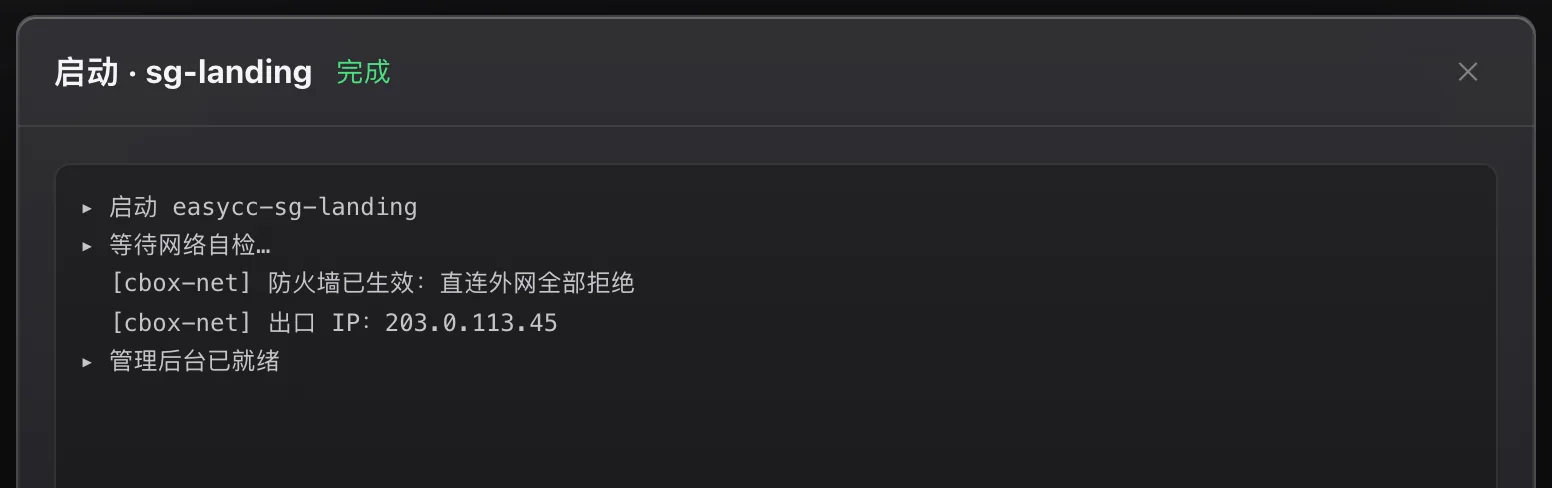 启动 · sg-landing 完成
▸ 启动 easycc-sg-landing
▸ 等待网络自检…
[cbox-net] 防火墙已生效：直连外网全部拒绝
[cbox-net] 出口 IP：203.0.113.45
▸ 管理后台已就绪